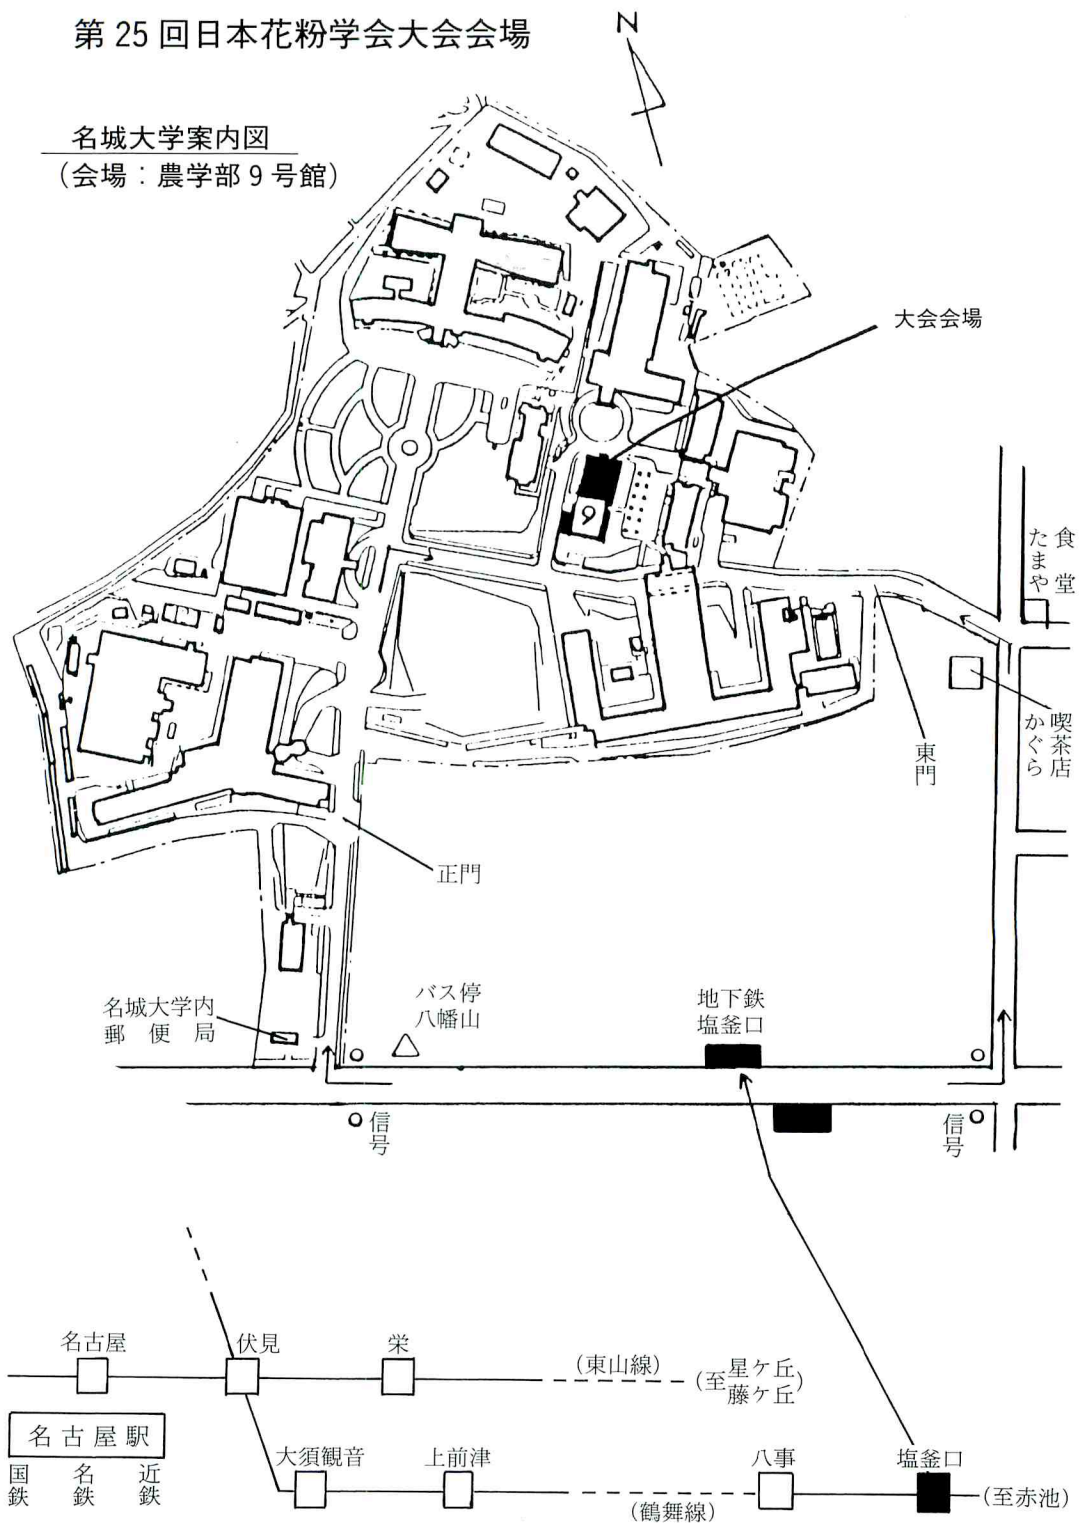 第25回日本花粉学会大会会場
N
名城大学案内図
(会場:農学部9号館)
大会会場
9
食堂
たまや
喫茶店
かぐら
東門
正門
名城大学内
郵便局
バス停
八幡山
地下鉄
塩釜口
信号
信号
名古屋
伏見
栄
(東山線)
(至星ケ丘
藤ケ丘)
名古屋駅
国鉄
名鉄
近鉄
大須観音
上前津
(鶴舞線)
八事
塩釜口
(至赤池)